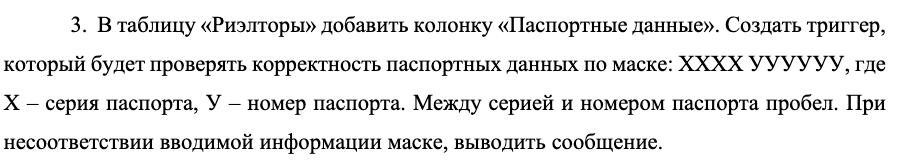 3. В таблицу «Риэлторы» добавить колонку «Паспортные данные». Создать триггер,
который будет проверять корректность паспортных данных по маске: ХХХХ УУУУУУ, где
Х – серия паспорта, У – номер паспорта. Между серией и номером паспорта пробел. При
несоответствии вводимой информации маске, выводить сообщение.